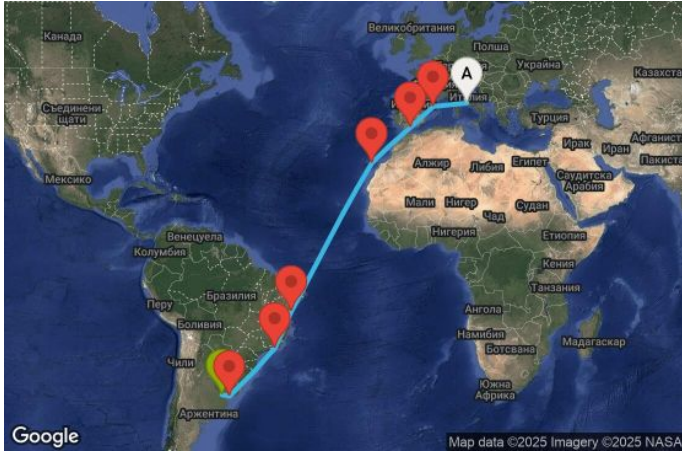 Канада
Великобритания
Полша
Украйна
Казахста
Съединени
щати
Италия
Турция
Ирак
Афганист
Иран
Пакиста
Мексико
Алжир
Либия
Египет
Саудитска
Арабия
Мали
Нигер
Чад
Судан
Венецуела
Нигерия
Етиопия
Колумбия
Кения
Танзания
Перу
Бразилия
Боливия
Ангола
Намибия
Ботсвана
Мадагаскар
Чили
Южна
Африка
Аржентина
A
Google
Map data ©2025 Imagery ©2025 NASA